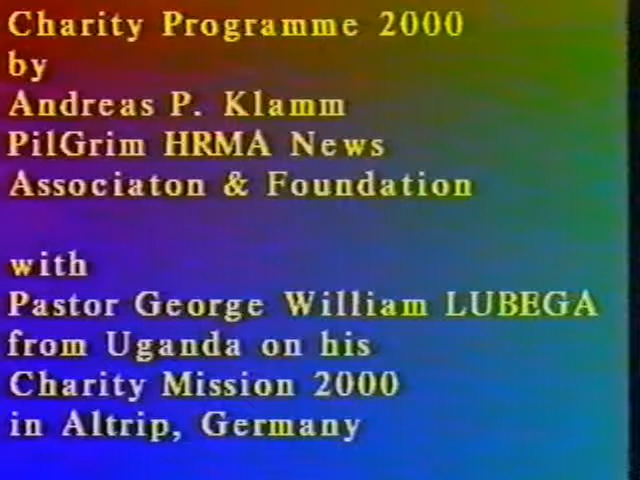 Charity Programme 2000
by
Andreas P. Klamm
PilGrim HRMA News
Associaton & Foundation
with
Pastor George William LUBEGA
from Uganda on his
Charity Mission 2000
in Altrip, Germany